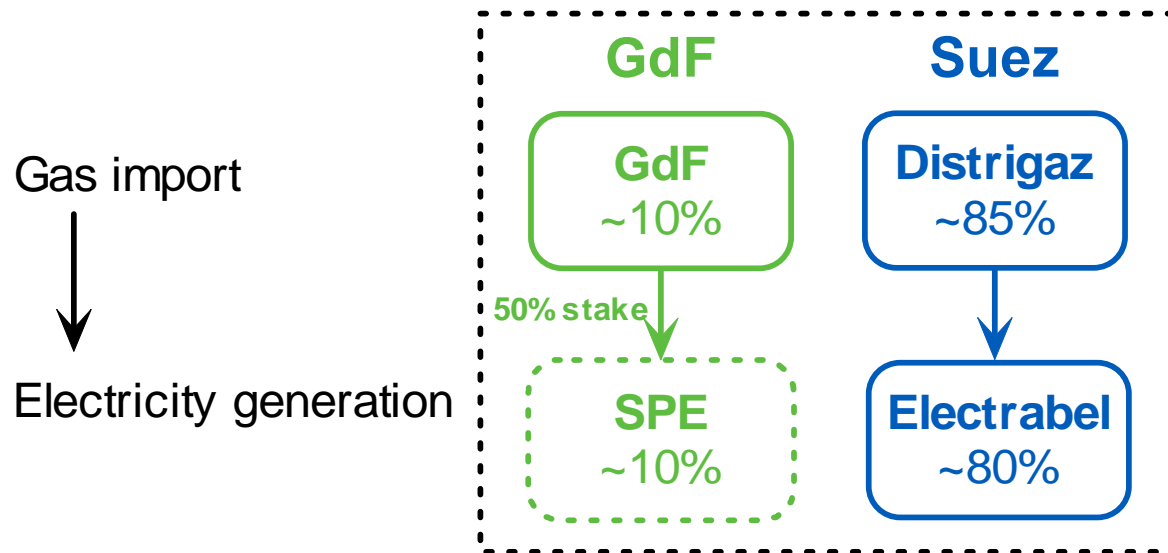 GdF
Suez
Gas import
GdF
~10%
Distrigaz
~85%
50% stake
Electricity generation
SPE
~10%
Electrabel
~80%